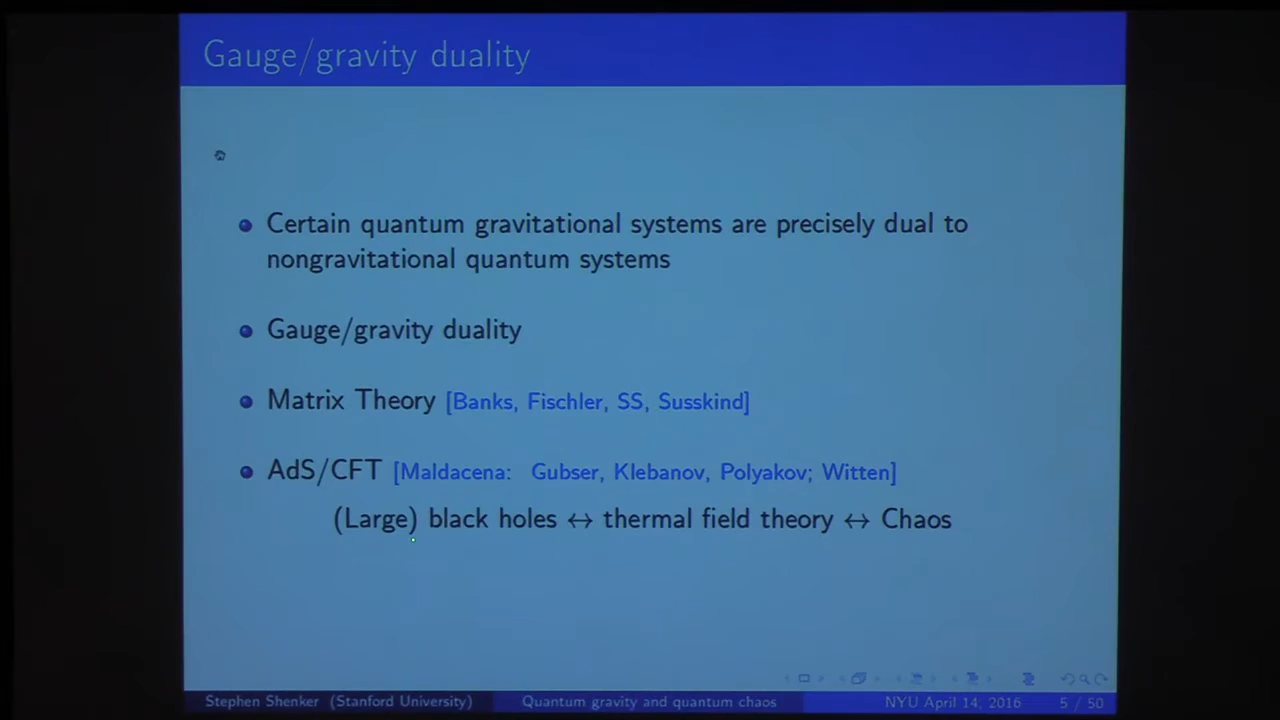 Gauge/gravity duality
Certain quantum gravitational systems are precisely dual to
nongravitational quantum systems
Gauge/gravity duality
Matrix Theory [Banks, Fischler, SS, Susskind]
AdS/CFT [Maldacena: Gubser, Klebanov, Polyakov; Witten]
(Large) black holes ↔ thermal field theory ↔ Chaos
Stephen Shenker (Stanford University) Quantum gravity and quantum chaos NYU April 14, 2016 5 / 50